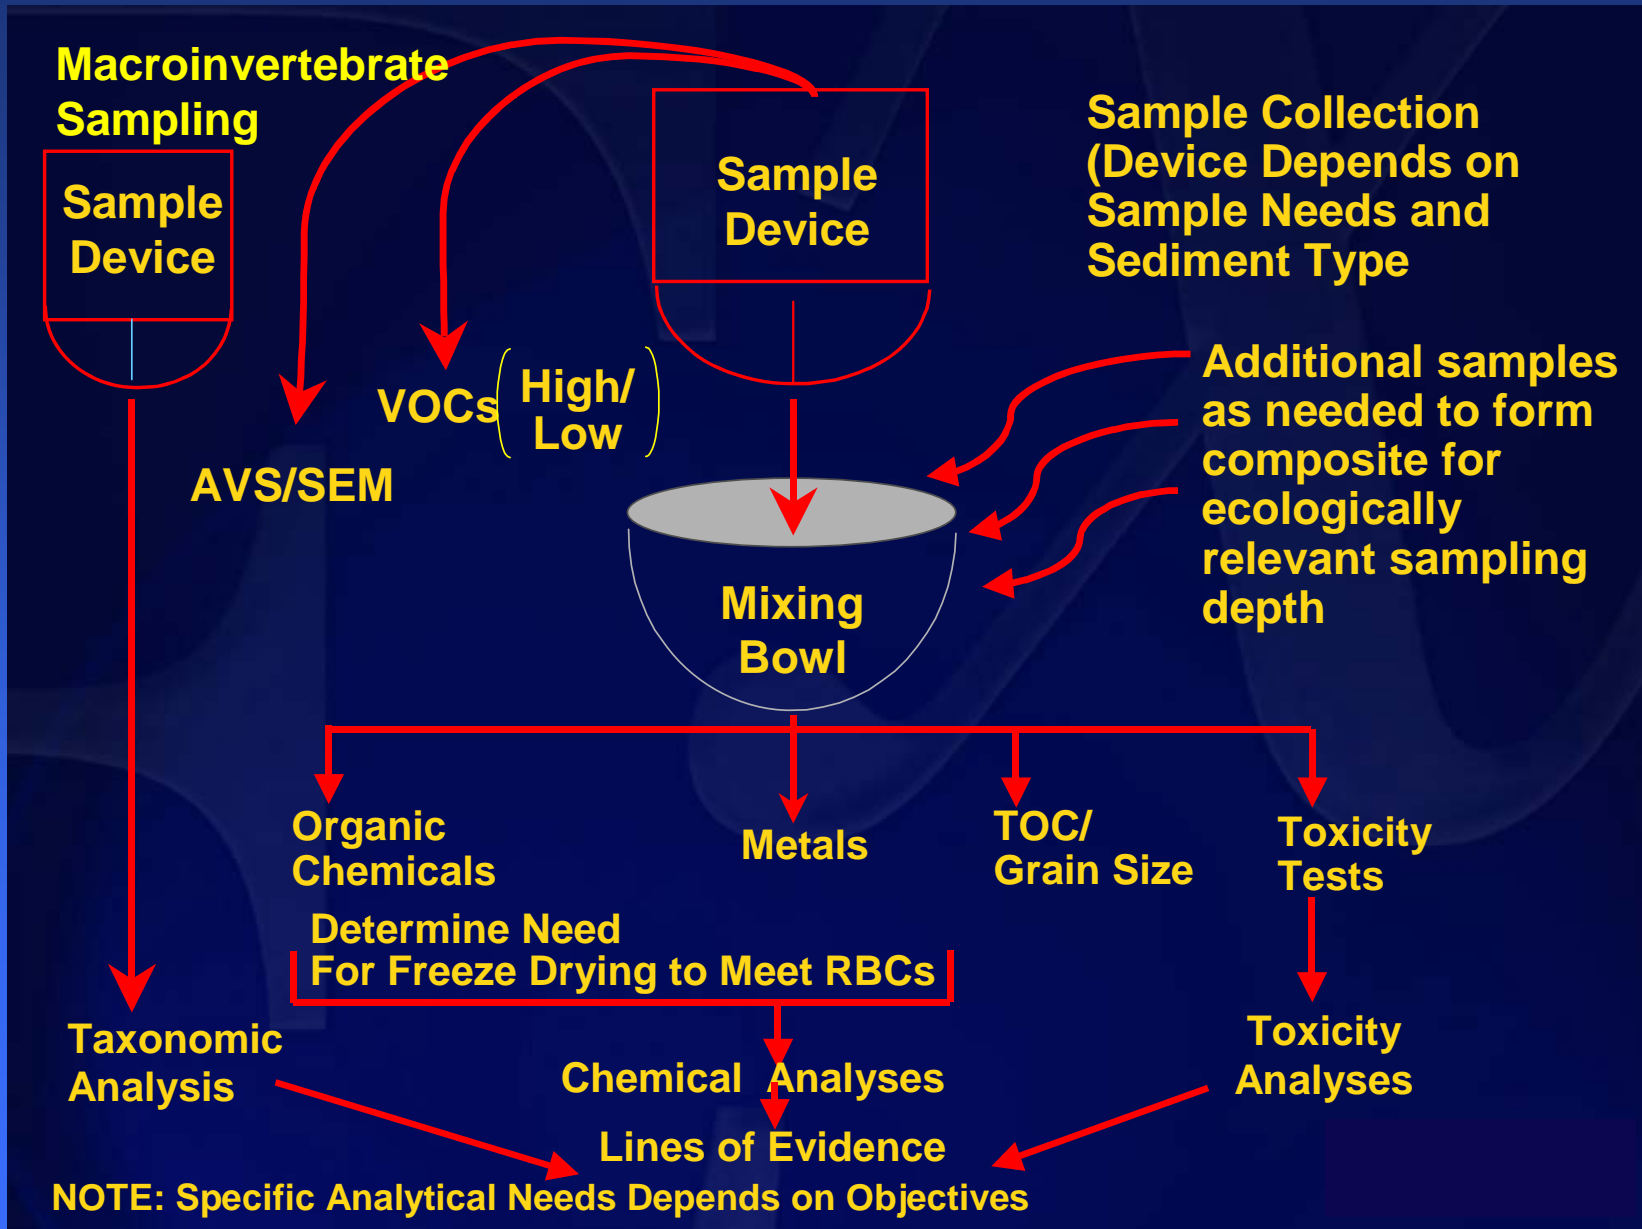 Macroinvertebrate
Sampling
Sample
Device
Sample
Device
Sample Collection
(Device Depends on
Sample Needs and
Sediment Type
VOCs
High/
Low
AVS/SEM
Additional samples
as needed to form
composite for
ecologically
relevant sampling
depth
Mixing
Bowl
Organic
Chemicals
Metals
TOC/
Grain Size
Toxicity
Tests
Determine Need
For Freeze Drying to Meet RBCs
Taxonomic
Analysis
Chemical Analyses
Toxicity
Analyses
Lines of Evidence
NOTE: Specific Analytical Needs Depends on Objectives